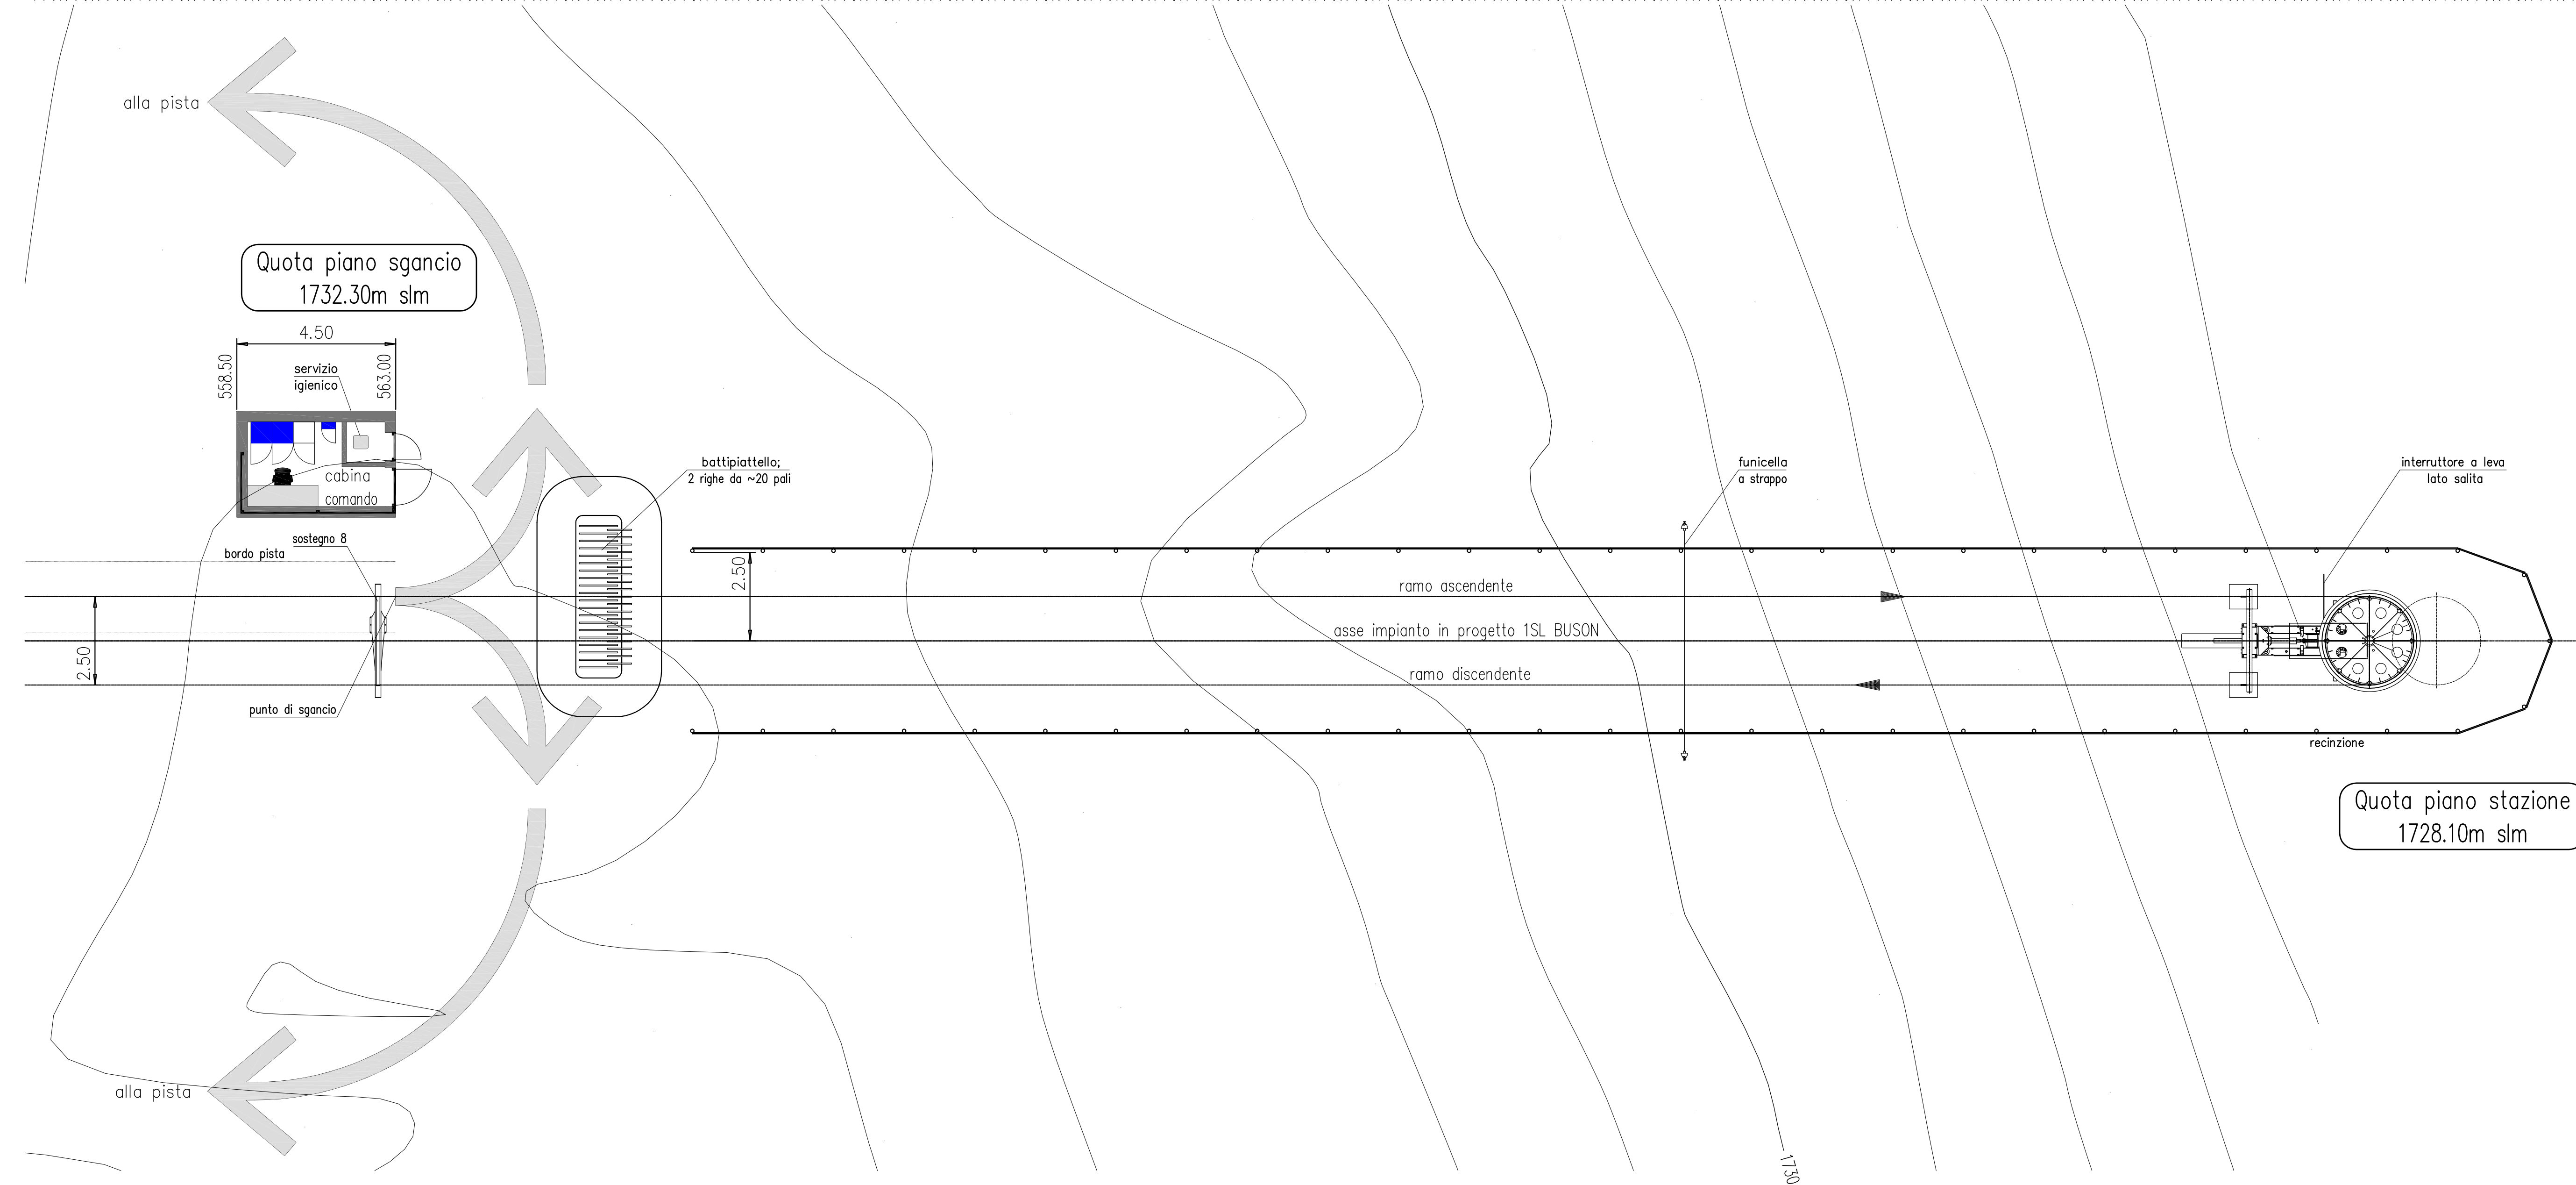 alla pista
Quota piano sgancio
1732.30m slm
4.50
558.50
563.00
servizio
igienico
cabina
comando
battipiattello;
2 righe da ~20 pali
funicella
a strappo
interruttore a leva
lato salita
sostegno 8
bordo pista
2.50
ramo ascendente
asse impianto in progetto 1SL BUSON
2.50
ramo discendente
punto di sgancio
recinzione
Quota piano stazione
1728.10m slm
alla pista
1730